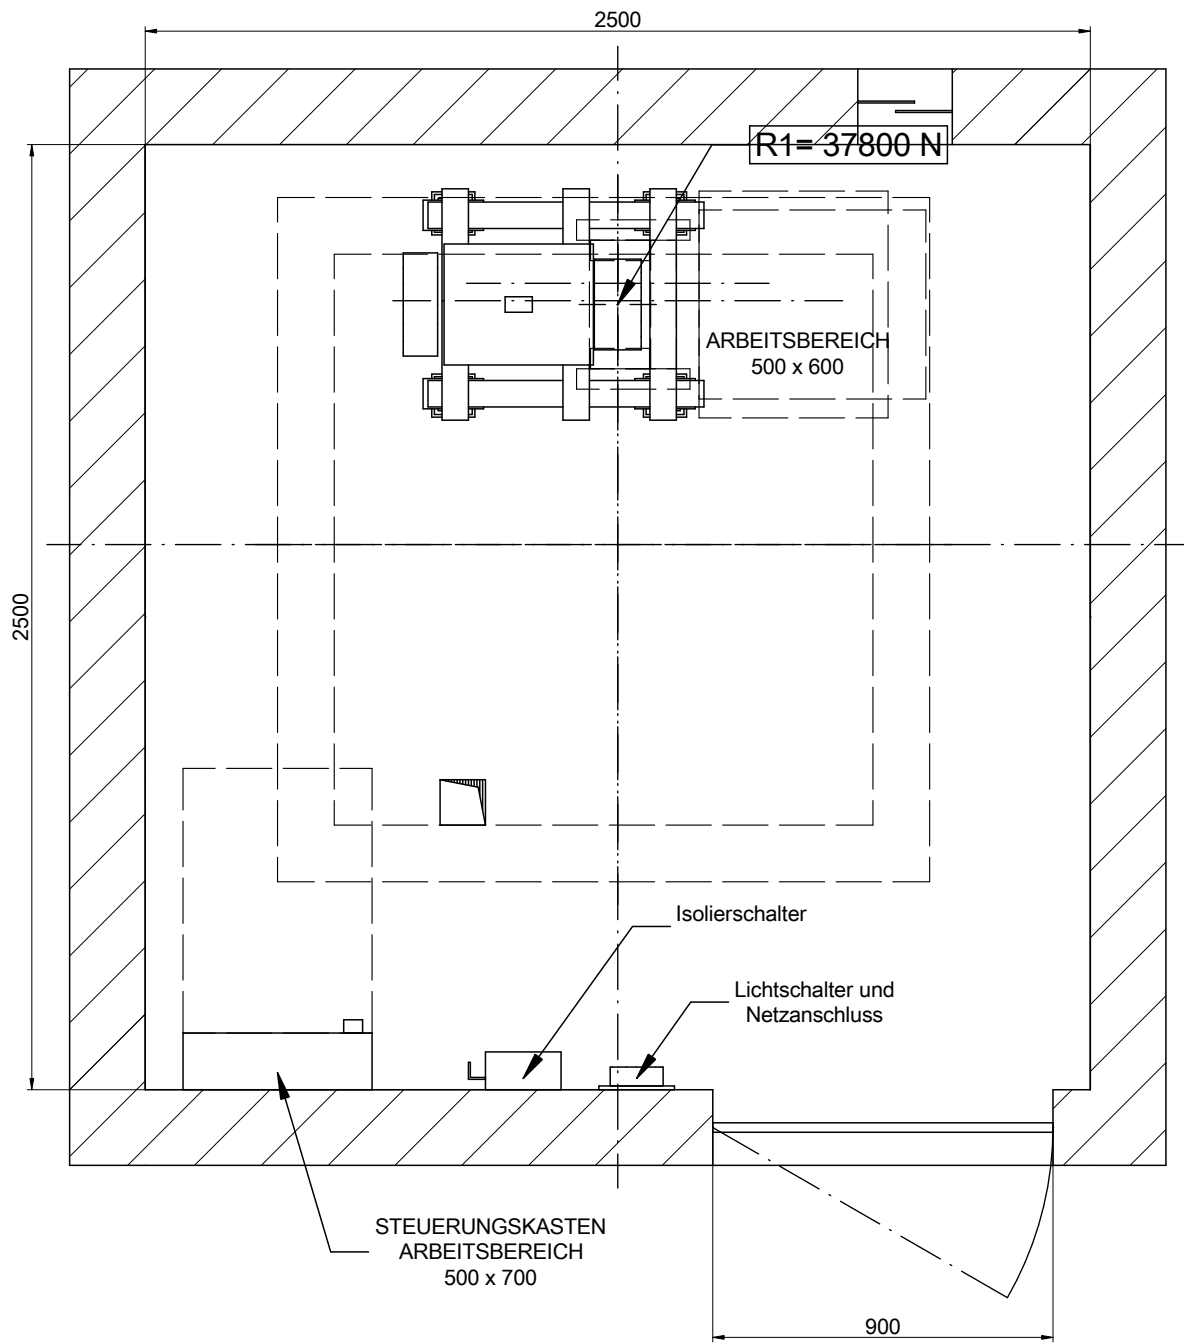 2500
R1= 37800 N
ARBEITSBEREICH
500 x 600
2500
Isolierschalter
Lichtschalter und
Netzanschluss
STEUERUNGSKASTEN
ARBEITSBEREICH
500 x 700
900